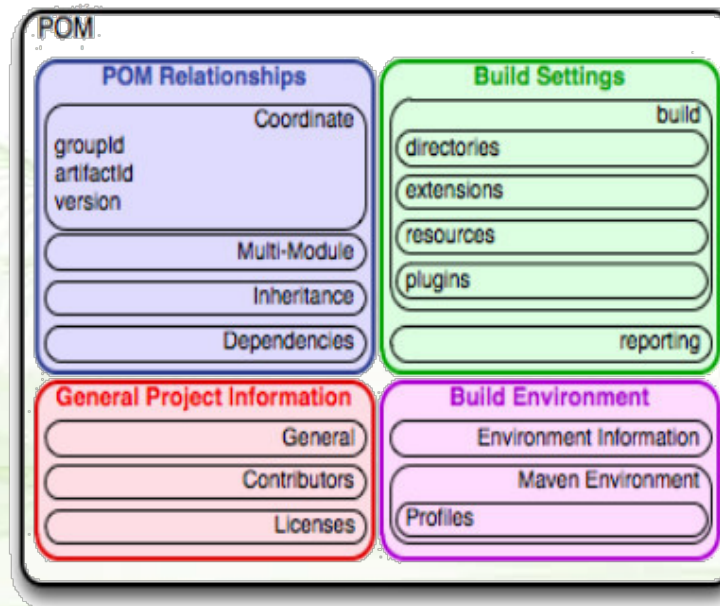 POM
POM Relationships
Coordinate
groupId
artifactId
version
Multi-Module
Inheritance
Dependencies
Build Settings
build
directories
extensions
resources
plugins
reporting
General Project Information
General
Contributors
Licenses
Build Environment
Environment Information
Maven Environment
Profiles